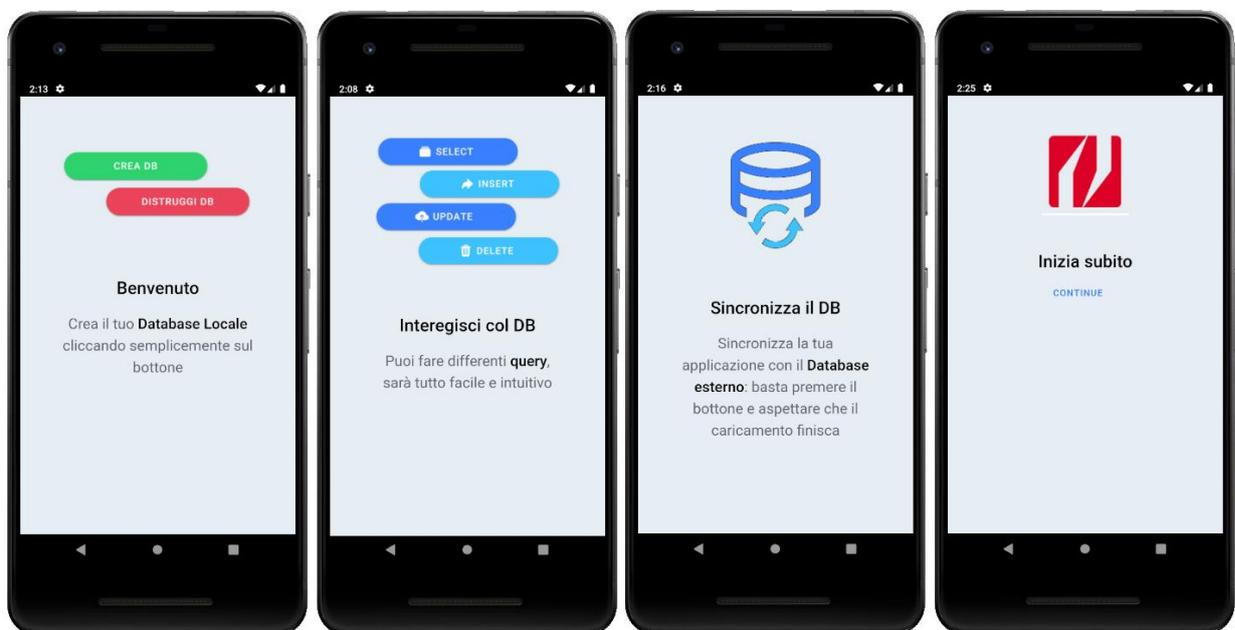 2:13
CREA DB
DISTRUGGI DB
Benvenuto
Crea il tuo Database Locale
cliccando semplicemente sul
bottone
2:08
SELECT
INSERT
UPDATE
DELETE
Interegisci col DB
Puoi fare differenti query,
sarà tutto facile e intuitivo
2:16
Sincronizza il DB
Sincronizza la tua
applicazione con il Database
esterno: basta premere il
bottone e aspettare che il
caricamento finisca
2:25
Inizia subito
CONTINUE